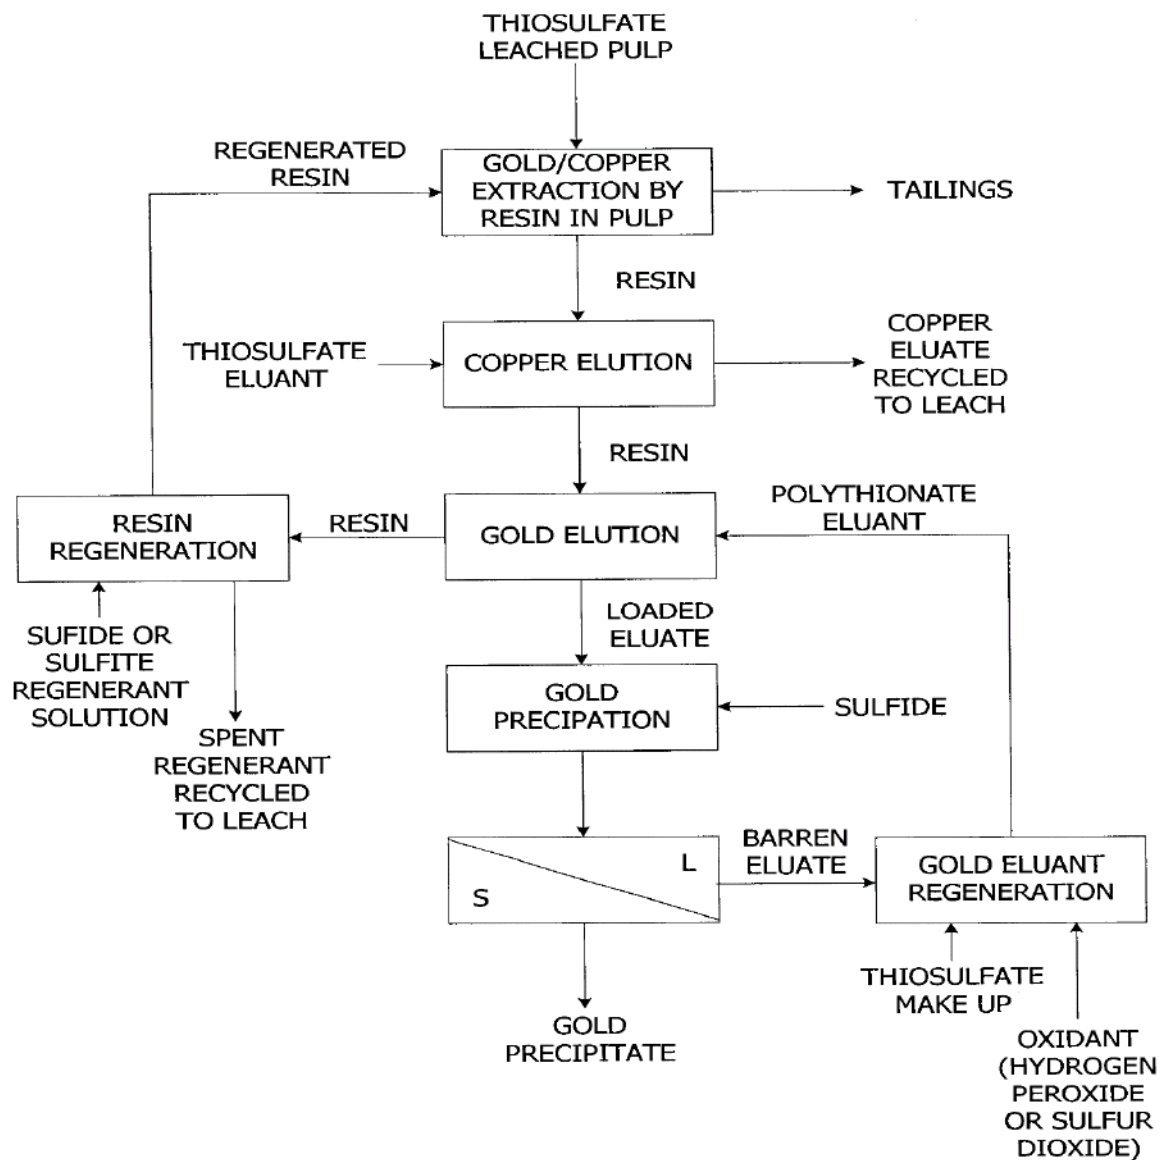 THIOSULFATE
LEACHED PULP
REGENERATED
RESIN
GOLD/COPPER
EXTRACTION BY
RESIN IN PULP
TAILINGS
RESIN
THIOSULFATE
ELUANT
COPPER ELUTION
COPPER
ELUATE
RECYCLED
TO LEACH
RESIN
POLYTHIONATE
ELUANT
RESIN
REGENERATION
RESIN
GOLD ELUTION
SUFIDE OR
SULFITE
REGENERANT
SOLUTION
LOADED
ELUATE
GOLD
PRECIPATION
SULFIDE
SPENT
REGENERANT
RECYCLED
TO LEACH
S
L
BARREN
ELUATE
GOLD ELUANT
REGENERATION
THIOSULFATE
MAKE UP
GOLD
PRECIPITATE
OXIDANT
(HYDROGEN
PEROXIDE
OR SULFUR
DIOXIDE)